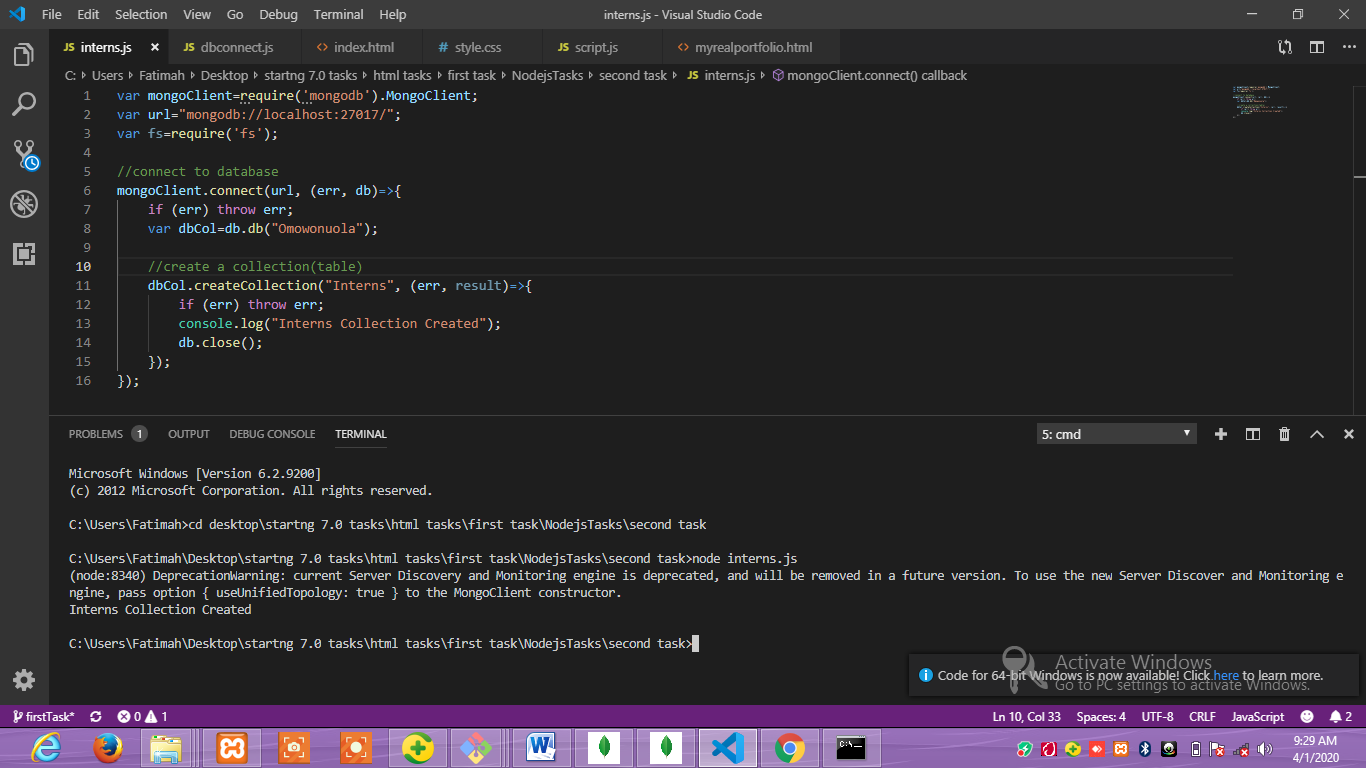 File Edit Selection View Go Debug Terminal Help interns.js - Visual Studio Code
JS interns.js × JS dbconnect.js <> index.html # style.css JS script.js <> myrealportfolio.html
C: › Users › Fatimah › Desktop › startng 7.0 tasks › html tasks › first task › NodejsTasks › second task › JS interns.js › mongoClient.connect() callback
1 var mongoClient=require('mongodb').MongoClient;
2 var url="mongodb://localhost:27017/";
3 var fs=require('fs');
4
5 //connect to database
6 mongoClient.connect(url, (err, db)=>{
7 if (err) throw err;
8 var dbCol=db.db("Omowonuola");
9
10 //create a collection(table)
11 dbCol.createCollection("Interns", (err, result)=>{
12 if (err) throw err;
13 console.log("Interns Collection Created");
14 db.close();
15 });
16 });
PROBLEMS 1 OUTPUT DEBUG CONSOLE TERMINAL 5: cmd
Microsoft Windows [Version 6.2.9200]
(c) 2012 Microsoft Corporation. All rights reserved.
C:\Users\Fatimah>cd desktop\startng 7.0 tasks\html tasks\first task\NodejsTasks\second task
C:\Users\Fatimah\Desktop\startng 7.0 tasks\html tasks\first task\NodejsTasks\second task>node interns.js
(node:8340) DeprecationWarning: current Server Discovery and Monitoring engine is deprecated, and will be removed in a future version. To use the new Server Discover and Monitoring e
ngine, pass option { useUnifiedTopology: true } to the MongoClient constructor.
Interns Collection Created
C:\Users\Fatimah\Desktop\startng 7.0 tasks\html tasks\first task\NodejsTasks\second task>
Activate Windows
Code for 64-bit Windows is now available! Click here to learn more.
Go to PC settings to activate Windows.
firstTask* 0 1 Ln 10, Col 33 Spaces: 4 UTF-8 CRLF JavaScript 2
9:29 AM
4/1/2020